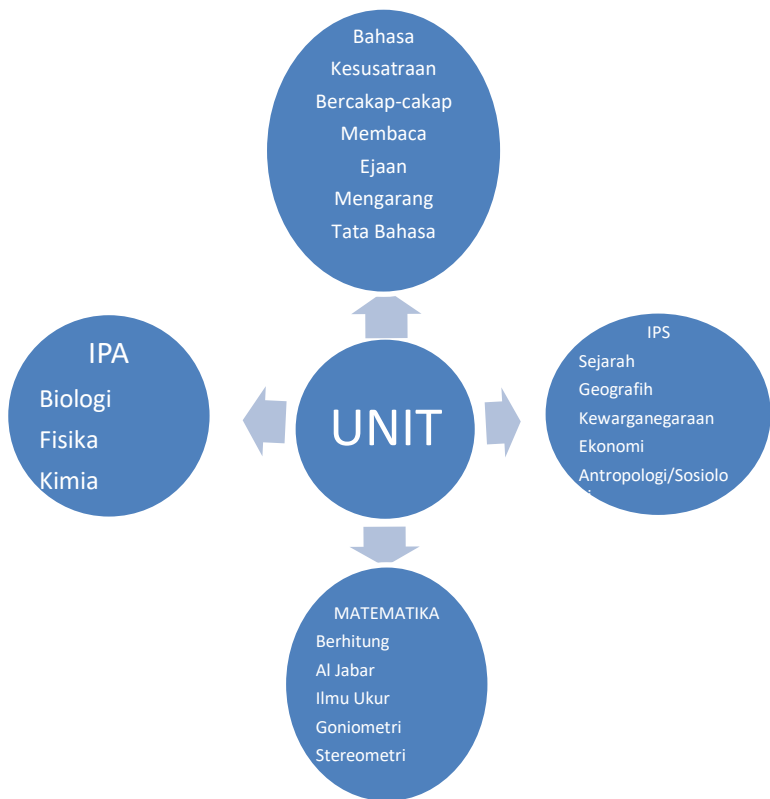 Bahasa
Kesusatraan
Bercakap-cakap
Membaca
Ejaan
Mengarang
Tata Bahasa
IPA
Biologi
Fisika
Kimia
UNIT
IPS
Sejarah
Geografih
Kewarganegaraan
Ekonomi
Antropologi/Sosiolo
MATEMATIKA
Berhitung
Al Jabar
Ilmu Ukur
Goniometri
Stereometri